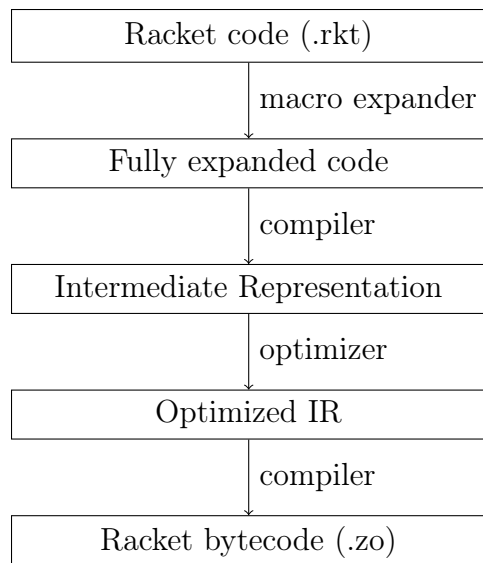 Racket code (.rkt)
macro expander
Fully expanded code
compiler
Intermediate Representation
optimizer
Optimized IR
compiler
Racket bytecode (.zo)